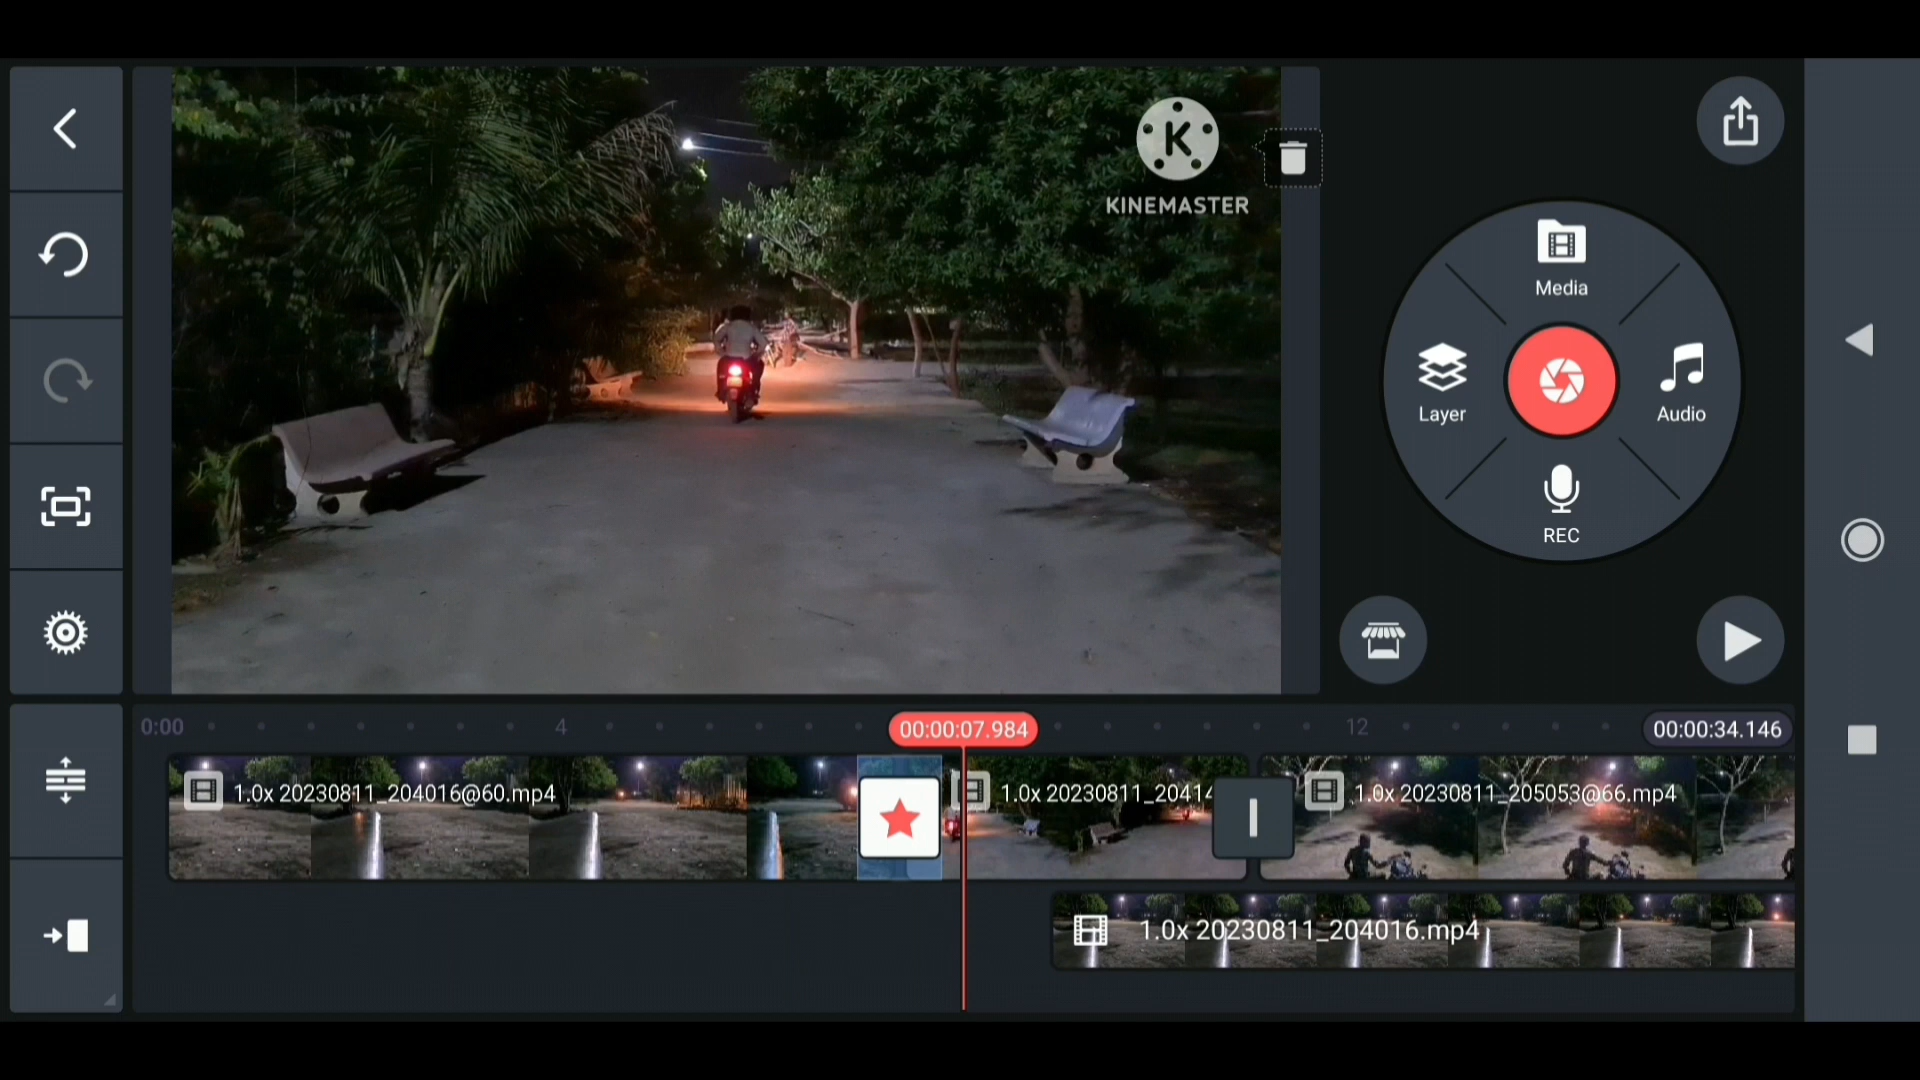 K
KINEMASTER
Media
Layer
Audio
REC
0:00
4
00:00:07.984
12
00:00:34.146
1.0x 20230811_204016@60.mp4
1.0x 20230811_2041
1.0x 20230811_205053@66.mp4
1.0x 20230811_204016.mp4